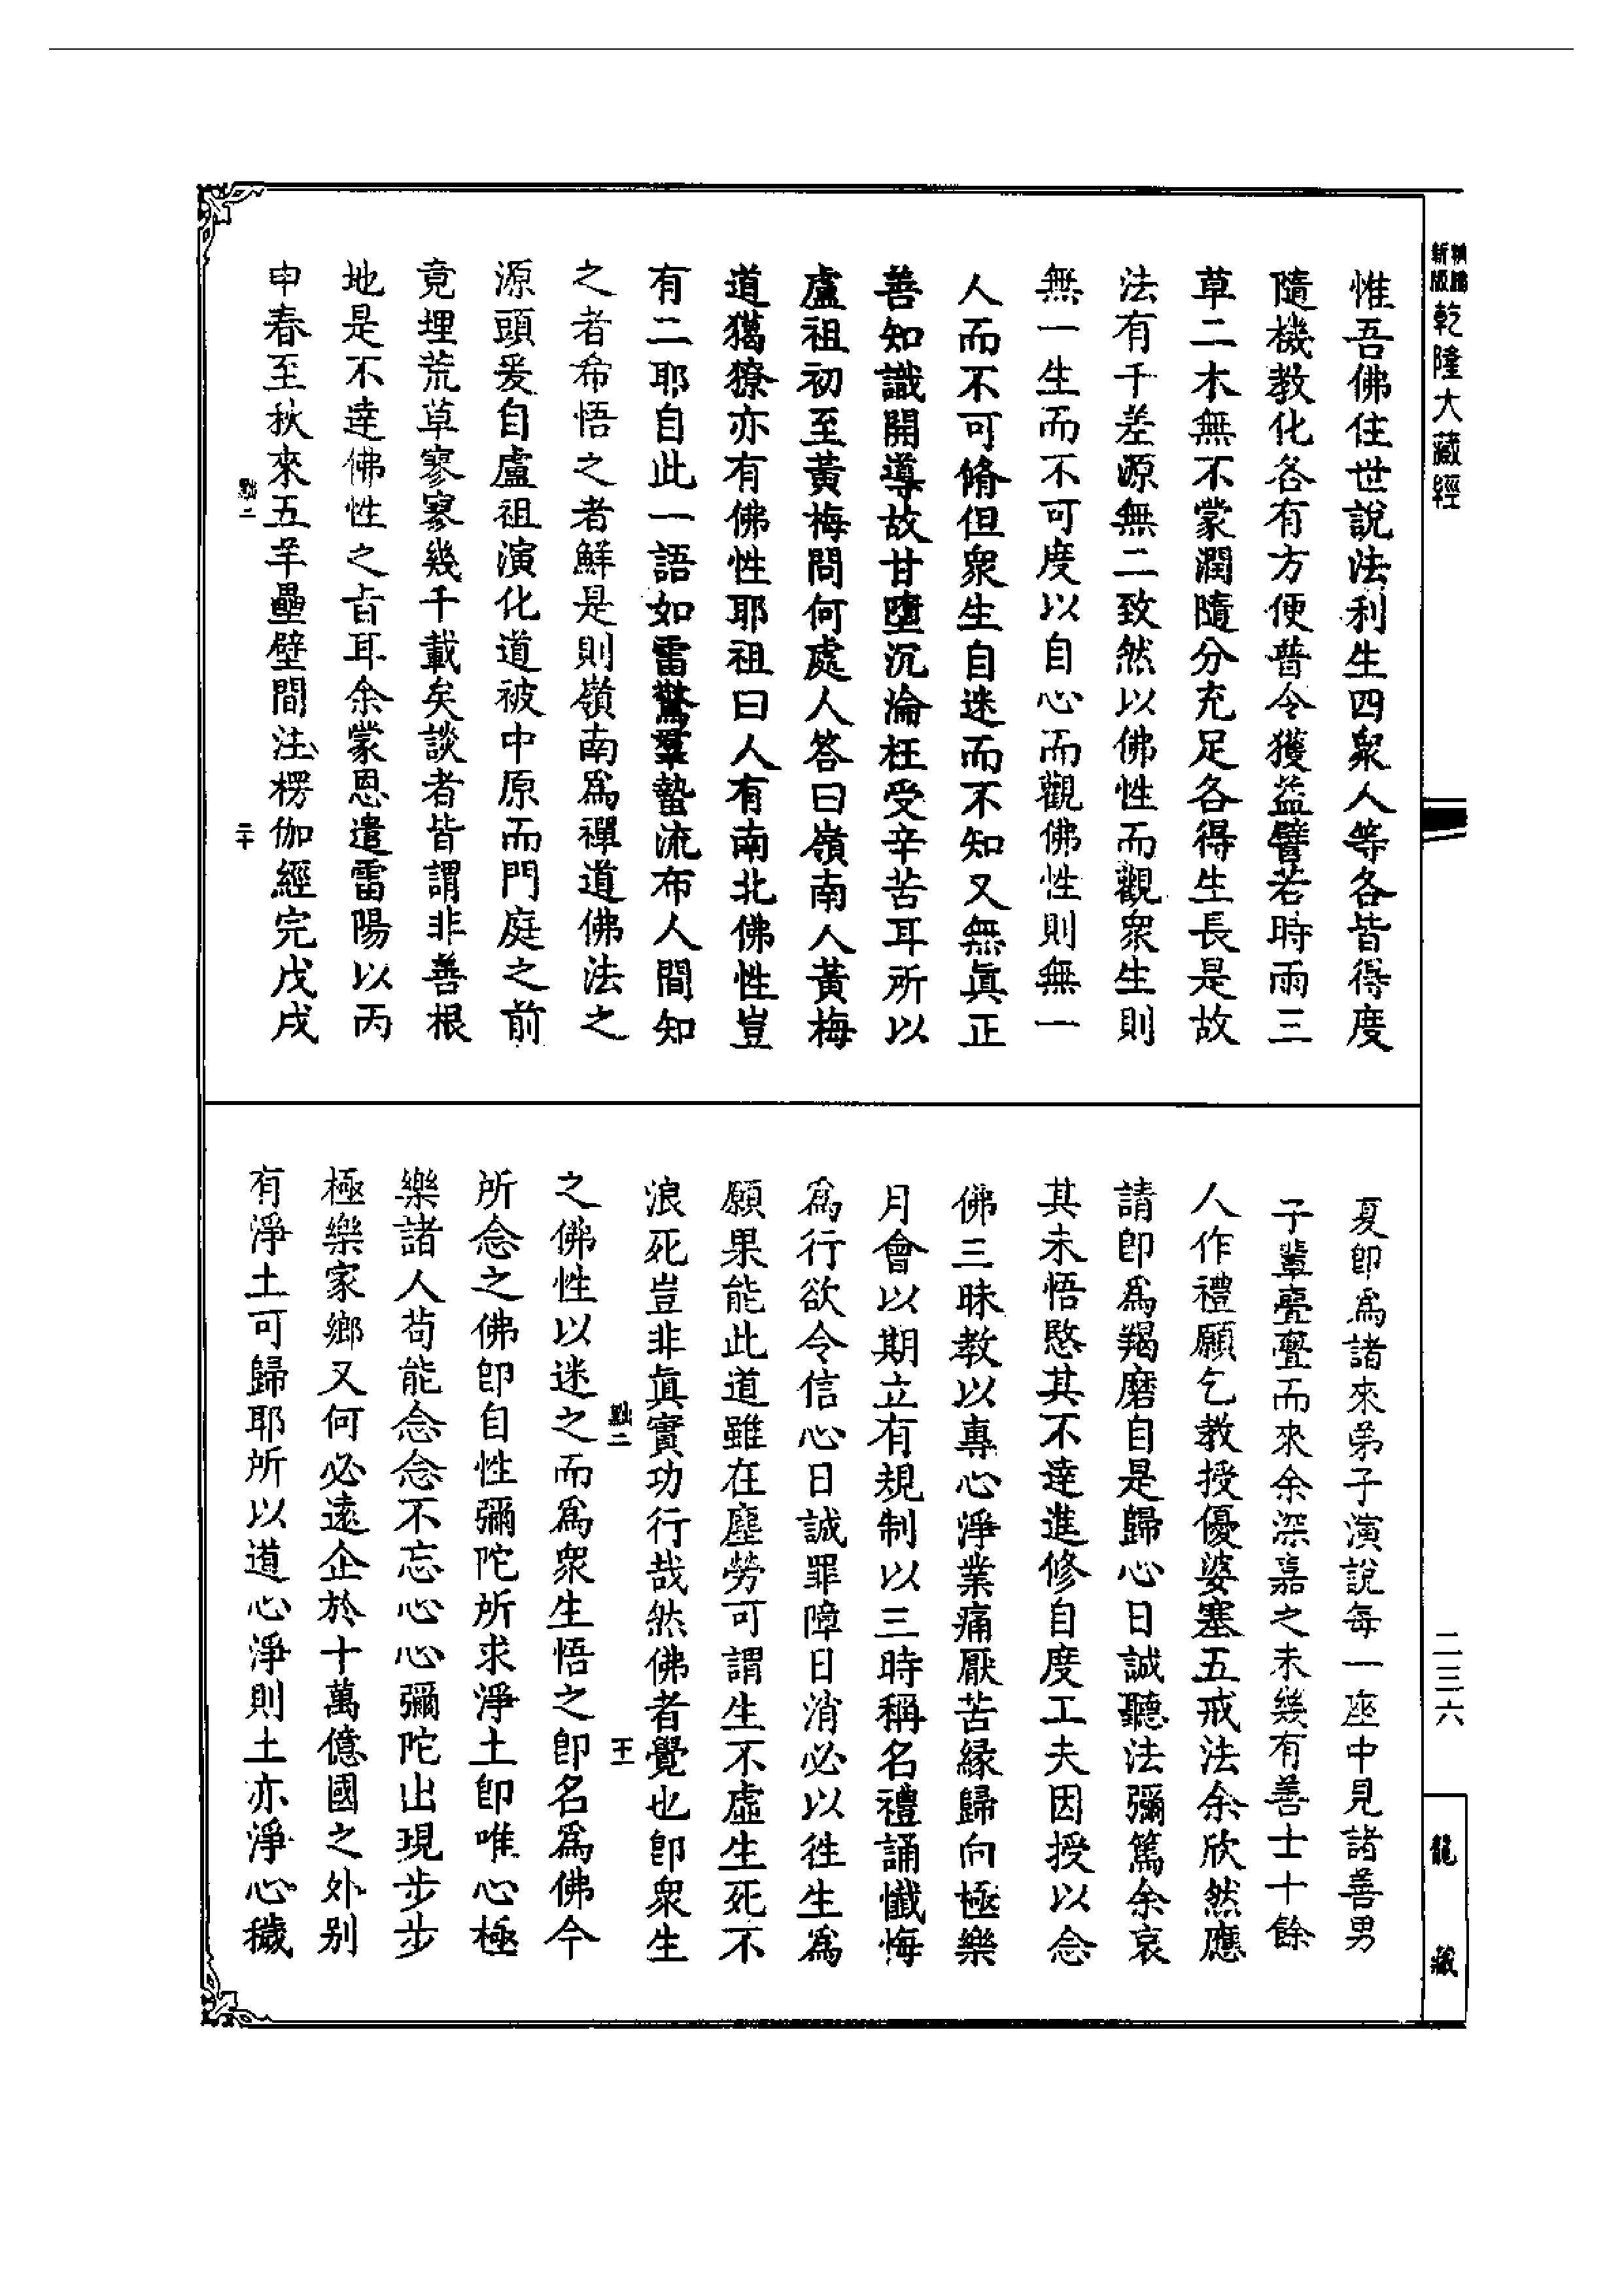 新編
縮版
乾隆大藏經
惟吾佛住世說法利生四衆人等各皆得度
隨機教化各有方便普令獲益譬若時雨三
草二木無不蒙潤隨分充足各得生長是故
法有千差源無二致然以佛性而觀衆生則
無一生而不可度以自心而觀佛性則無一
人而不可脩但衆生自迷而不知又無眞正
善知識開導故甘墮沉淪枉受辛苦耳所以
盧祖初至黃梅問何處人答曰嶺南人黃梅
道獦獠亦有佛性耶祖曰人有南北佛性豈
有二耶自此一語如雷驚羣蟄流布人間知
之者希悟之者鮮是則嶺南爲禪道佛法之
源頭爰自盧祖演化道被中原而門庭之前
竟埋荒草寥寥幾千載矣談者皆謂非善根
地是不達佛性之旨耳余蒙恩遣雷陽以丙
申春至秋來五羊壘壁間注楞伽經完戊戌
二十
夏卽爲諸來弟子演說每一座中見諸善男
子輩亹亹而來余深嘉之未幾有善士十餘
人作禮願乞教授優婆塞五戒法余欣然應
請卽爲羯磨自是歸心日誠聽法彌篤余哀
其未悟愍其不達進修自度工夫因授以念
佛三昧教以專心淨業痛厭苦緣歸向極樂
月會以期立有規制以三時稱名禮誦懺悔
爲行欲令信心日誠罪障日消必以徃生爲
願果能此道雖在塵勞可謂生不虛生死不
浪死豈非眞實功行哉然佛者覺也卽衆生
之佛性以迷之而爲衆生悟之卽名爲佛今
所念之佛卽自性彌陀所求淨土卽唯心極
樂諸人苟能念念不忘心心彌陀出現步步
極樂家鄉又何必遠企於十萬億國之外別
有淨土可歸耶所以道心淨則土亦淨心穢
二三六
龍藏